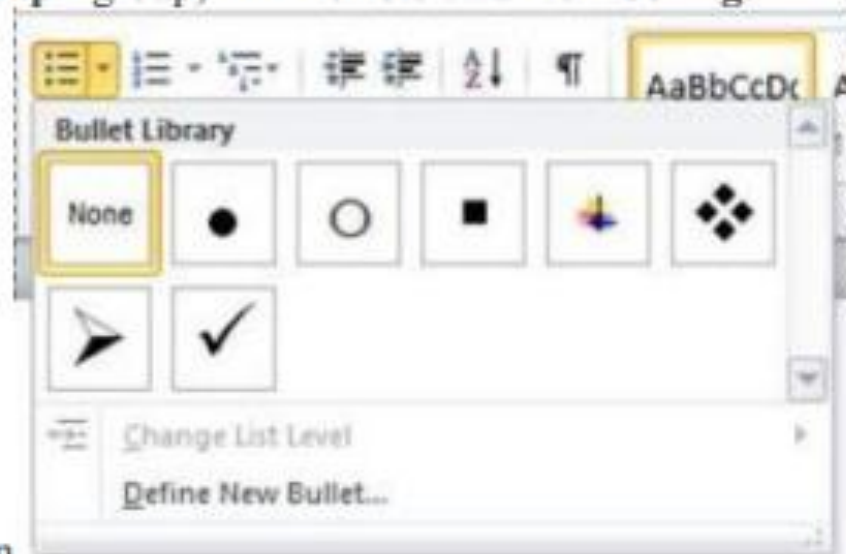 AaBbCcDc
Bullet Library
None
Change List Level
Define New Bullet...